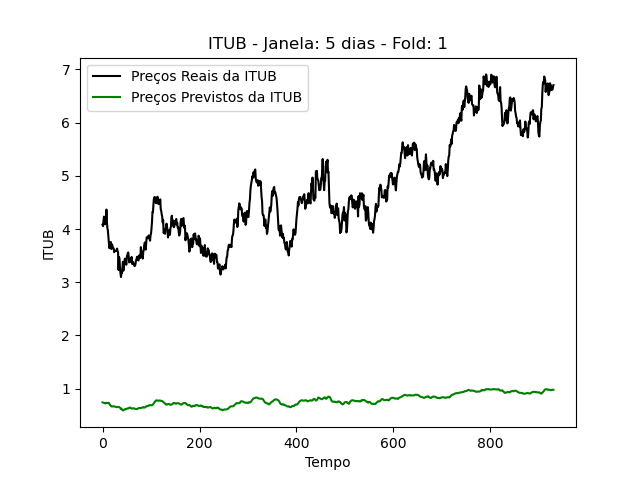 ITUB - Janela: 5 dias - Fold: 1
Preços Reais da ITUB
Preços Previstos da ITUB
7
6
5
4
3
2
1
ITUB
0 200 400 600 800
Tempo